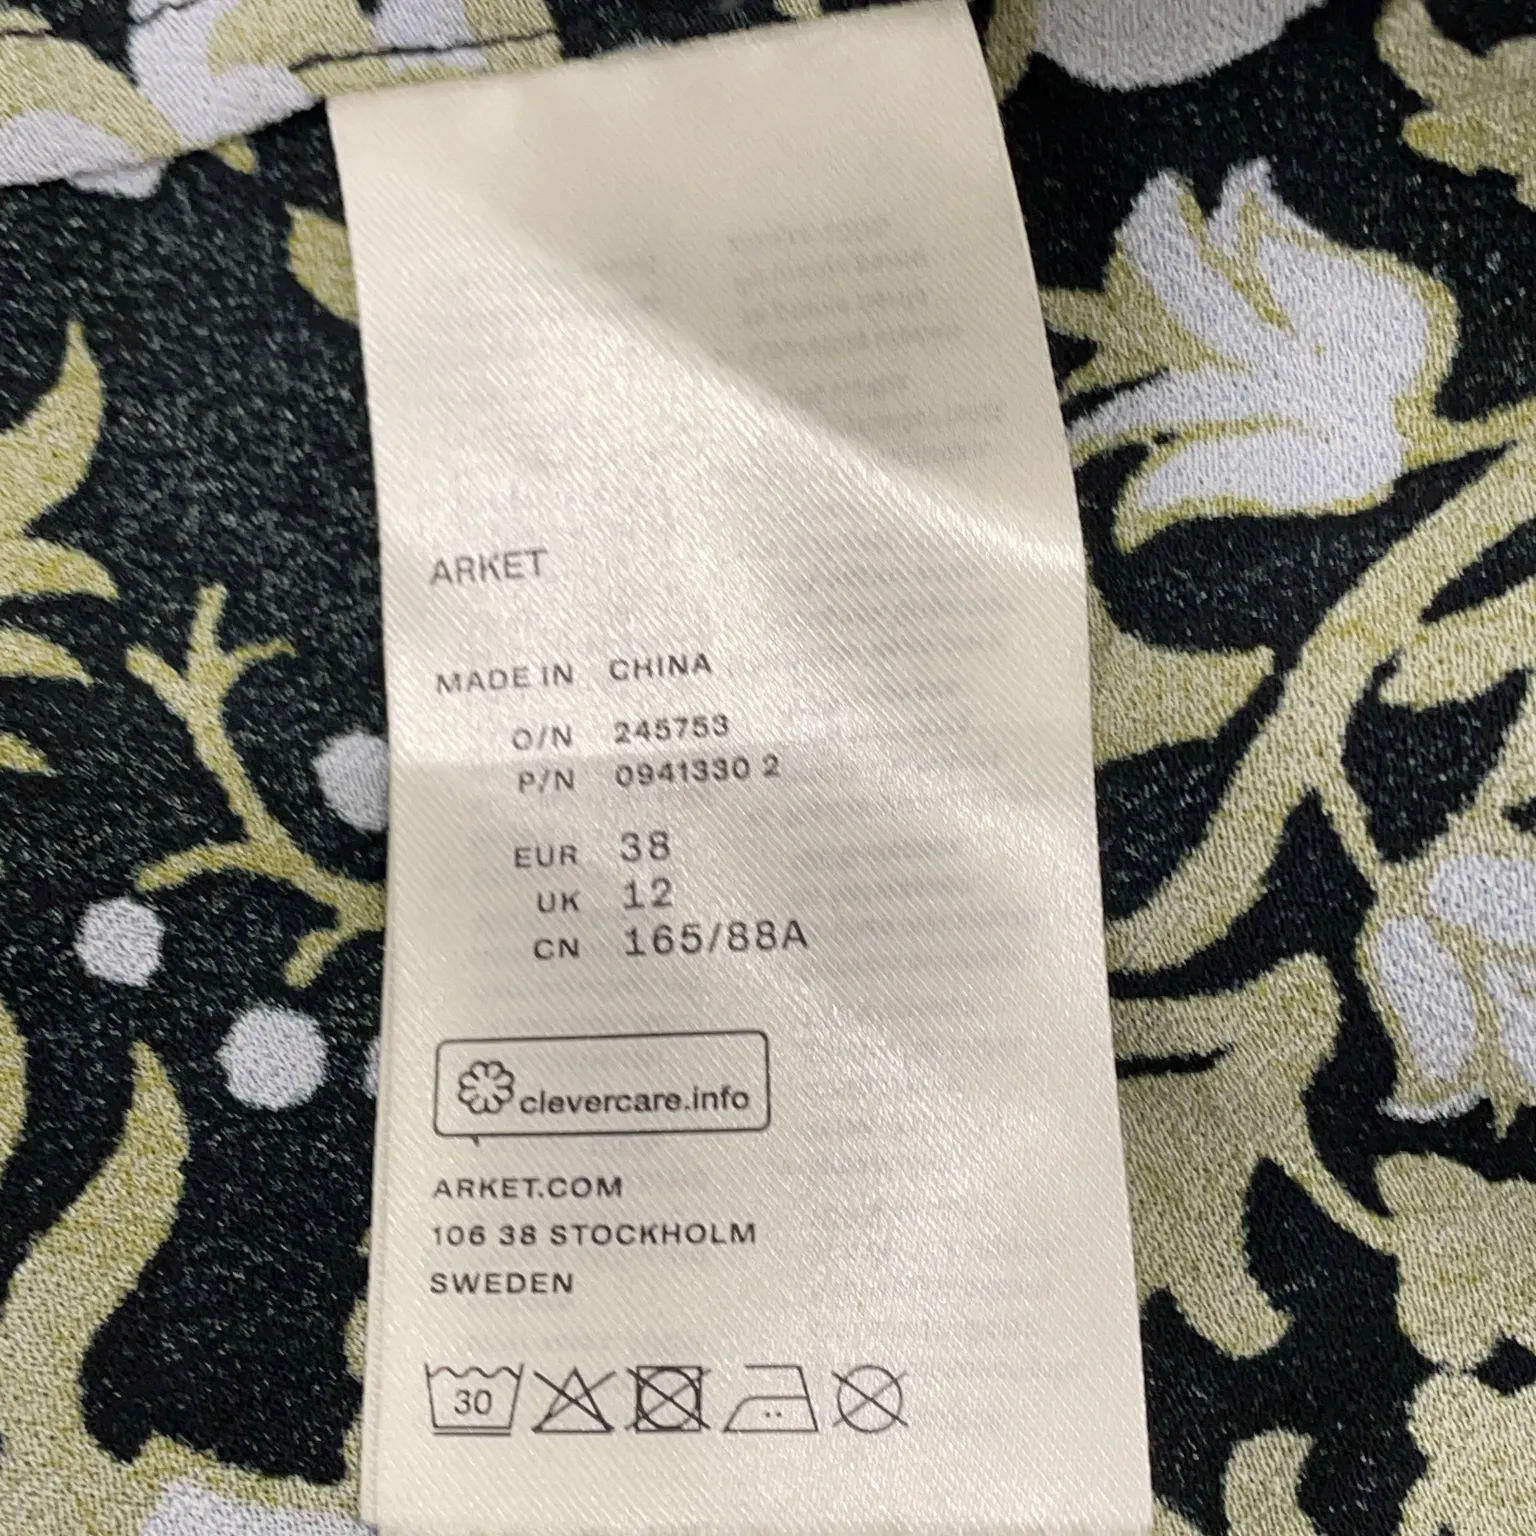 ARKET
MADE IN CHINA
O/N 245753
P/N 0941330 2
EUR 38
UK 12
CN 165/88A
clevercare.info
ARKET.COM
106 38 STOCKHOLM
SWEDEN
30